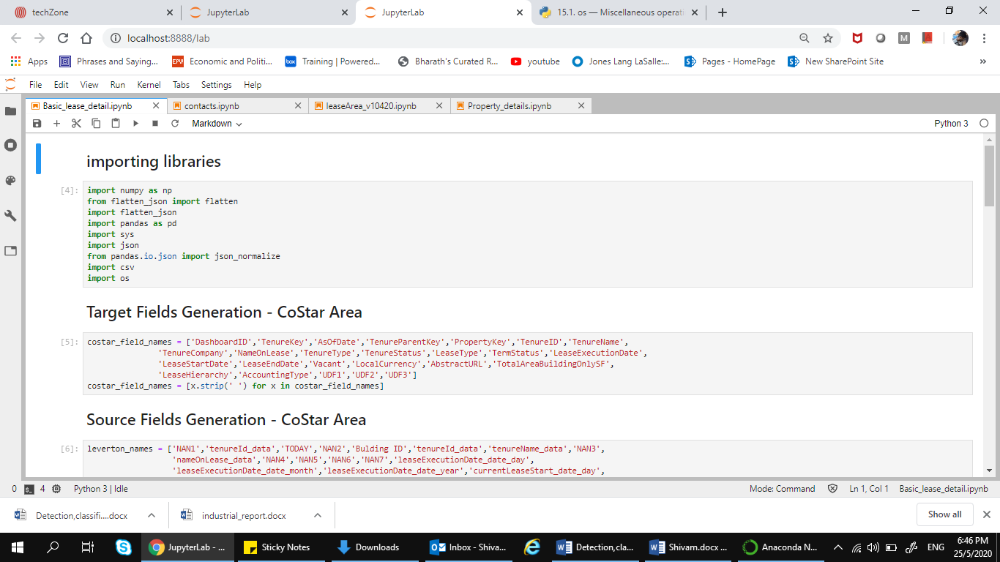 techZone
JupyterLab
JupyterLab
15.1. os — Miscellaneous operati
localhost:8888/lab
M
Apps
Phrases and Saying...
EPW
Economic and Politi...
box
Training | Powered...
Bharath's Curated R...
youtube
Jones Lang LaSalle:...
Pages - HomePage
New SharePoint Site
»
File Edit View Run Kernel Tabs Settings Help
Basic_lease_detail.ipynb
contacts.ipynb
leaseArea_v10420.ipynb
Property_details.ipynb
Markdown
Python 3
importing libraries
[4]:
import numpy as np
from flatten_json import flatten
import flatten_json
import pandas as pd
import sys
import json
from pandas.io.json import json_normalize
import csv
import os
Target Fields Generation - CoStar Area
[5]:
costar_field_names = ['DashboardID','TenureKey','AsOfDate','TenureParentKey','PropertyKey','TenureID','TenureName',
'TenureCompany','NameOnLease','TenureType','TenureStatus','LeaseType','TermStatus','LeaseExecutionDate',
'LeaseStartDate','LeaseEndDate','Vacant','LocalCurrency','AbstractURL','TotalAreaBuildingOnlySF',
'LeaseHierarchy','AccountingType','UDF1','UDF2','UDF3']
costar_field_names = [x.strip(' ') for x in costar_field_names]
Source Fields Generation - CoStar Area
[6]:
leverton_names = ['NAN1','tenureId_data','TODAY','NAN2','Bulding ID','tenureId_data','tenureName_data','NAN3',
'nameOnLease_data','NAN4','NAN5','NAN6','NAN7','leaseExecutionDate_date_day',
'leaseExecutionDate_date_month','leaseExecutionDate_date_year','currentLeaseStart_date_day',
0
4
Python 3 | Idle
Mode: Command
Ln 1, Col 1
Basic_lease_detail.ipynb
Detection,classifi....docx
industrial_report.docx
Show all
JupyterLab - ...
Sticky Notes
Downloads
Inbox - Shiva...
Detection,cla...
Shivam.docx ...
Anaconda N...
ENG
6:46 PM
25/5/2020